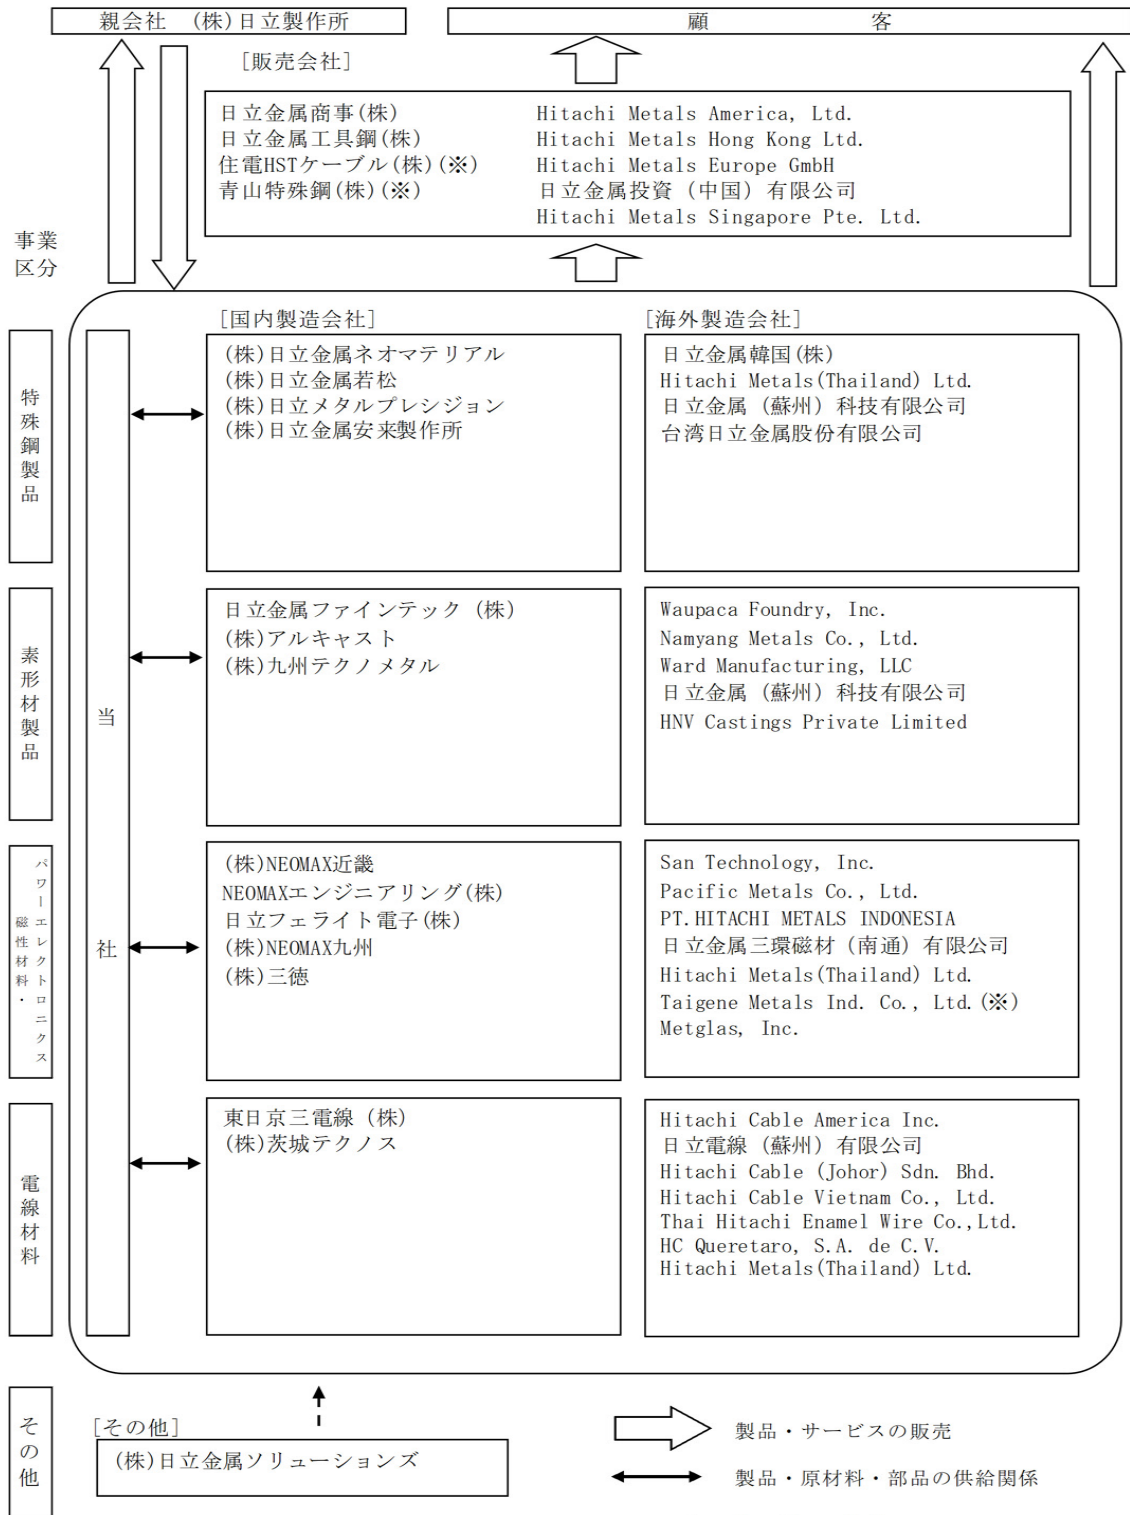 親会社 (株)日立製作所
顧 客
[販売会社]
日立金属商事(株)
日立金属工具鋼(株)
住電HSTケーブル(株)(※)
青山特殊鋼(株)(※)
Hitachi Metals America, Ltd.
Hitachi Metals Hong Kong Ltd.
Hitachi Metals Europe GmbH
日立金属投資（中国）有限公司
Hitachi Metals Singapore Pte. Ltd.
事業
区分
当社
[国内製造会社]
[海外製造会社]
特殊鋼製品
(株)日立金属ネオマテリアル
(株)日立金属若松
(株)日立メタルプレシジョン
(株)日立金属安来製作所
日立金属韓国(株)
Hitachi Metals(Thailand) Ltd.
日立金属（蘇州）科技有限公司
台湾日立金属股份有限公司
素形材製品
日立金属ファインテック（株）
(株)アルキャスト
(株)九州テクノメタル
Waupaca Foundry, Inc.
Namyang Metals Co., Ltd.
Ward Manufacturing, LLC
日立金属（蘇州）科技有限公司
HNV Castings Private Limited
磁性材料・
パワーエレクトロニクス
(株)NEOMAX近畿
NEOMAXエンジニアリング(株)
日立フェライト電子(株)
(株)NEOMAX九州
(株)三徳
San Technology, Inc.
Pacific Metals Co., Ltd.
PT.HITACHI METALS INDONESIA
日立金属三環磁材（南通）有限公司
Hitachi Metals(Thailand) Ltd.
Taigene Metals Ind. Co., Ltd.(※)
Metglas, Inc.
電線材料
東日京三電線（株）
(株)茨城テクノス
Hitachi Cable America Inc.
日立電線（蘇州）有限公司
Hitachi Cable (Johor) Sdn. Bhd.
Hitachi Cable Vietnam Co., Ltd.
Thai Hitachi Enamel Wire Co.,Ltd.
HC Queretaro, S.A. de C.V.
Hitachi Metals(Thailand) Ltd.
その他
[その他]
(株)日立金属ソリューションズ
製品・サービスの販売
製品・原材料・部品の供給関係